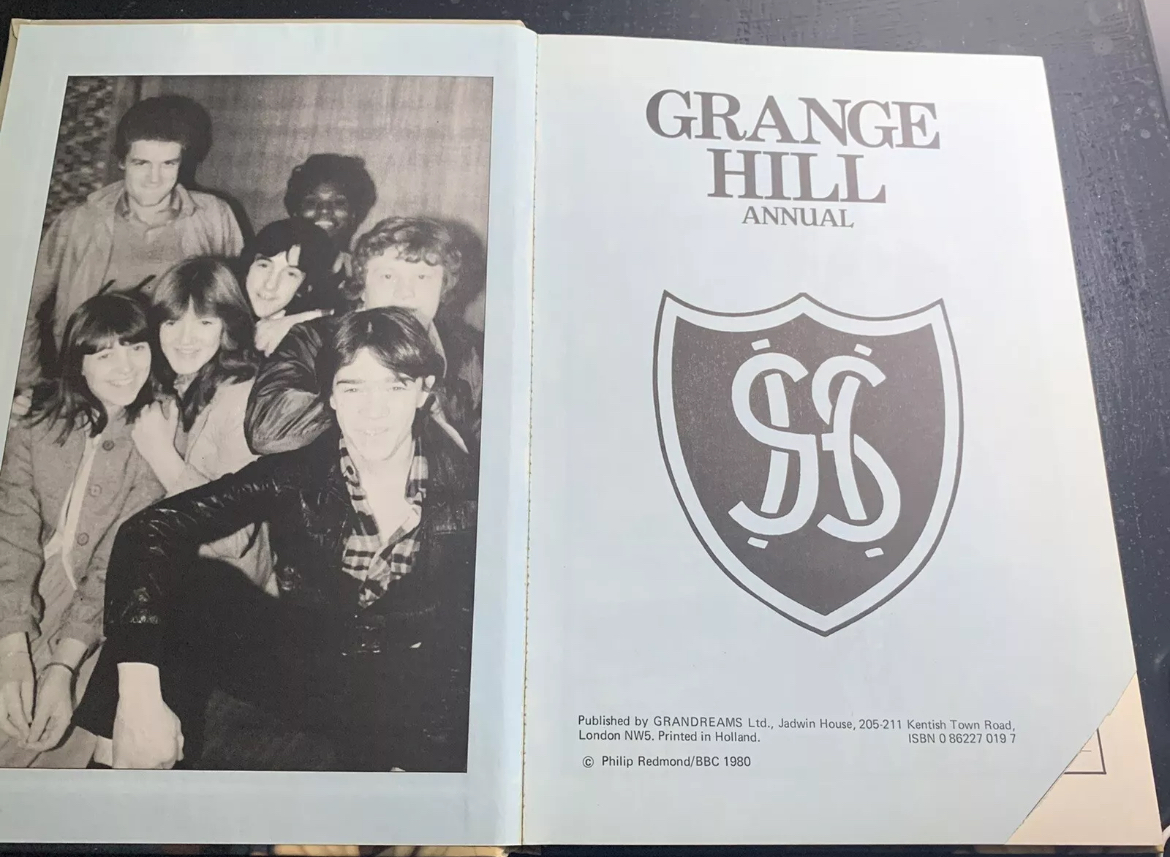 GRANGE
HILL
ANNUAL
Published by GRANDREAMS Ltd., Jadwin House, 205-211 Kentish Town Road,
London NW5. Printed in Holland. ISBN 0 86227 019 7
© Philip Redmond/BBC 1980